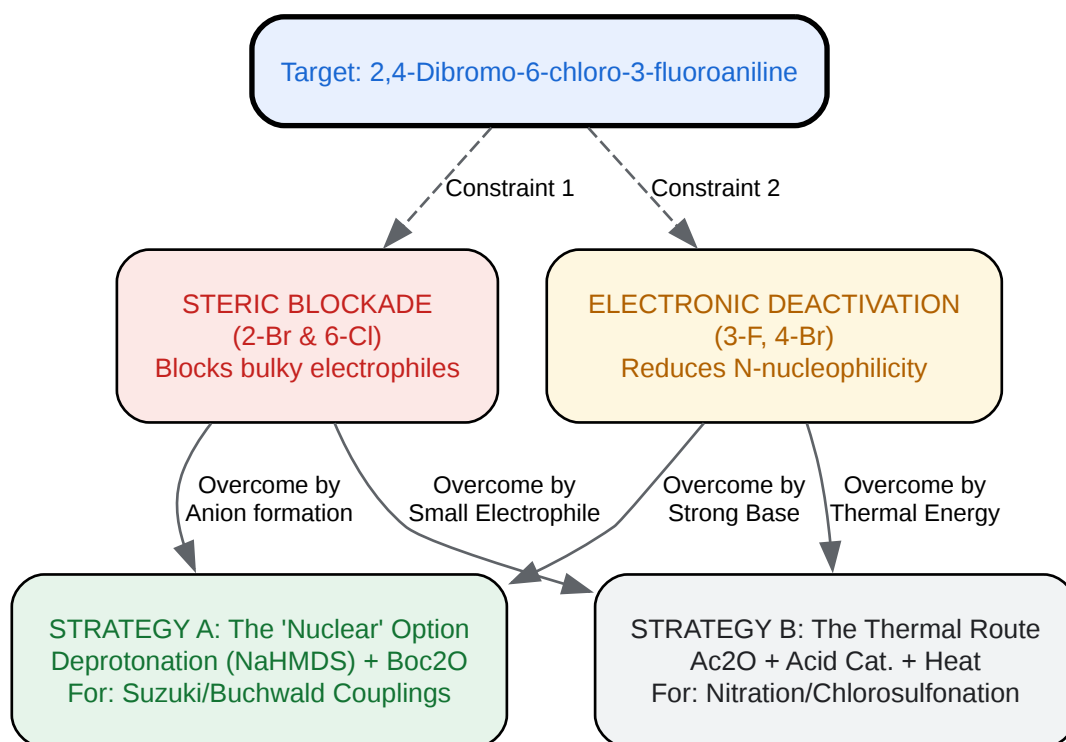 Target: 2,4-Dibromo-6-chloro-3-fluoroaniline
Constraint 1
Constraint 2
STERIC BLOCKADE
(2-Br & 6-Cl)
Blocks bulky electrophiles
ELECTRONIC DEACTIVATION
(3-F, 4-Br)
Reduces N-nucleophilicity
Overcome by
Anion formation
Overcome by
Small Electrophile
Overcome by
Strong Base
Overcome by
Thermal Energy
STRATEGY A: The 'Nuclear' Option
Deprotonation (NaHMDS) + Boc2O
For: Suzuki/Buchwald Couplings
STRATEGY B: The Thermal Route
Ac2O + Acid Cat. + Heat
For: Nitration/Chlorosulfonation